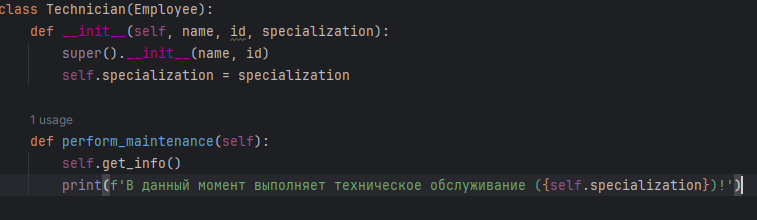 class Technician(Employee):
def __init__(self, name, id, specialization):
super().__init__(name, id)
self.specialization = specialization
1 usage
def perform_maintenance(self):
self.get_info()
print(f'В данный момент выполняет техническое обслуживание ({self.specialization})!')